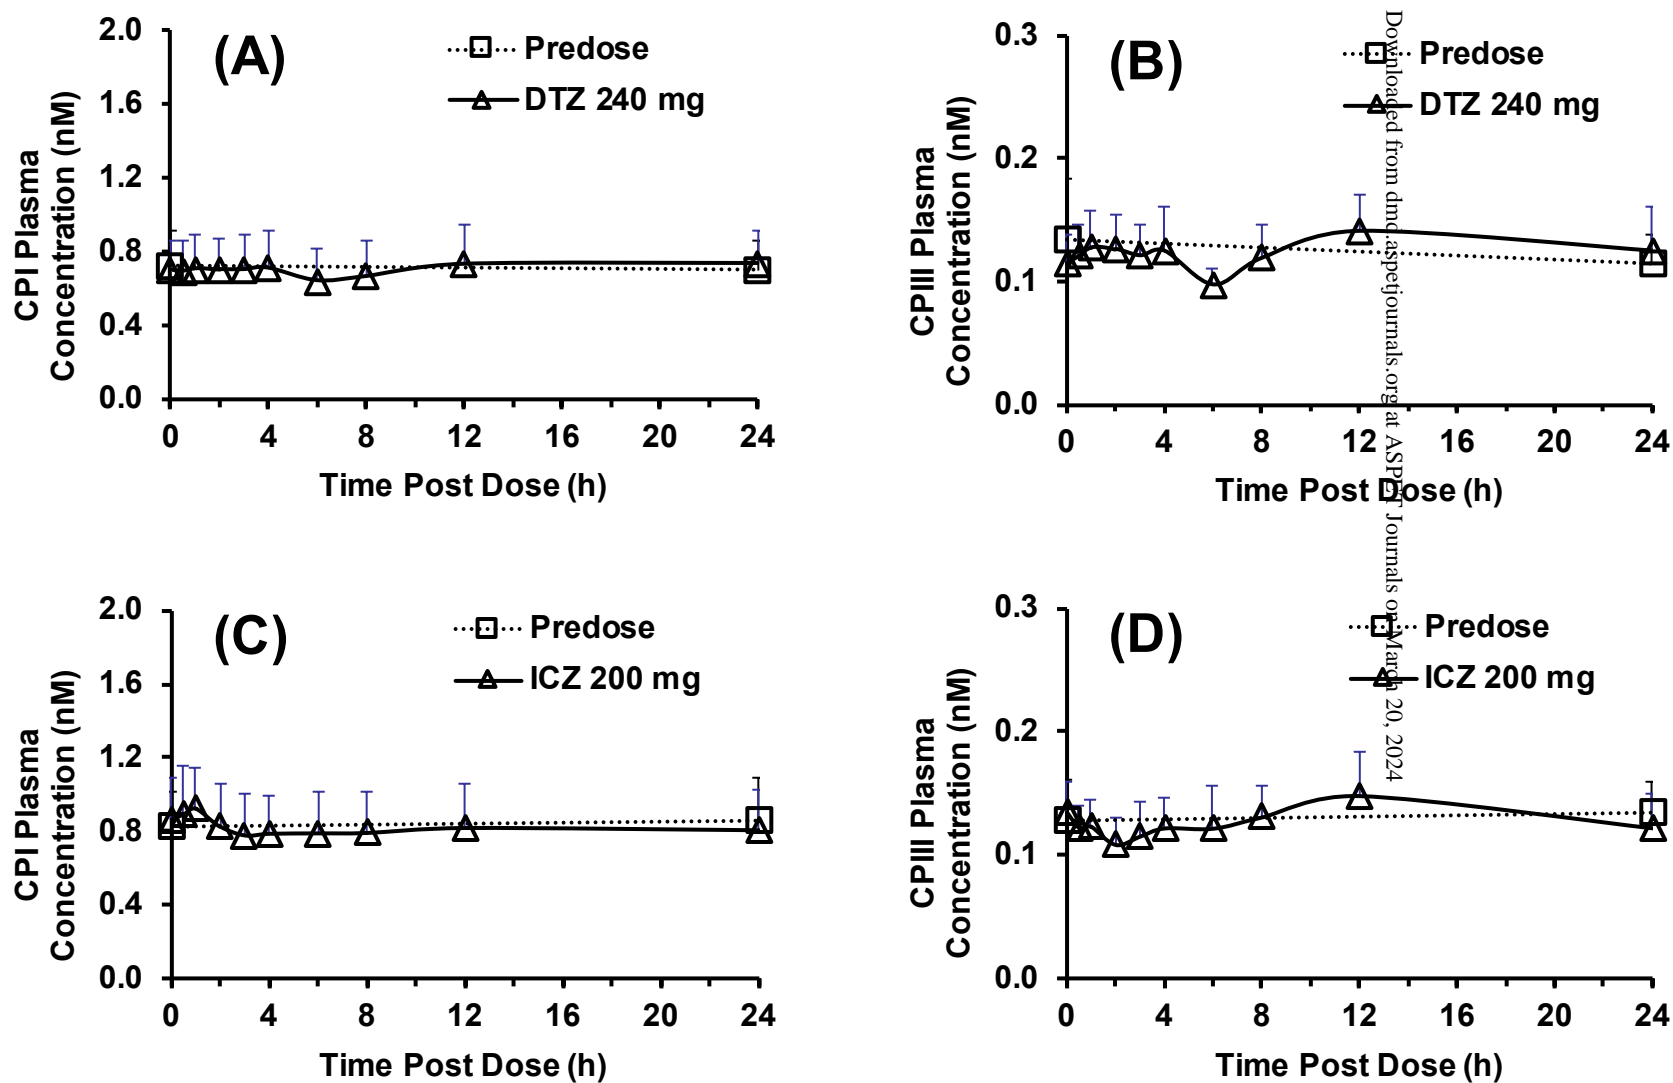 (A)
Predose
DTZ 240 mg
2.0
1.6
1.2
0.8
0.4
0.0
CPI Plasma
Concentration (nM)
0 4 8 12 16 20 24
Time Post Dose (h)
(B)
Predose
DTZ 240 mg
0.3
0.2
0.1
0.0
CPIII Plasma
Concentration (nM)
0 4 8 12 16 20 24
Time Post Dose (h)
(C)
Predose
ICZ 200 mg
2.0
1.6
1.2
0.8
0.4
0.0
CPI Plasma
Concentration (nM)
0 4 8 12 16 20 24
Time Post Dose (h)
(D)
Predose
ICZ 200 mg
0.3
0.2
0.1
0.0
CPIII Plasma
Concentration (nM)
0 4 8 12 16 20 24
Time Post Dose (h)
Downloaded from dmd.aspetjournals.org at ASPET Journals on March 20, 2024